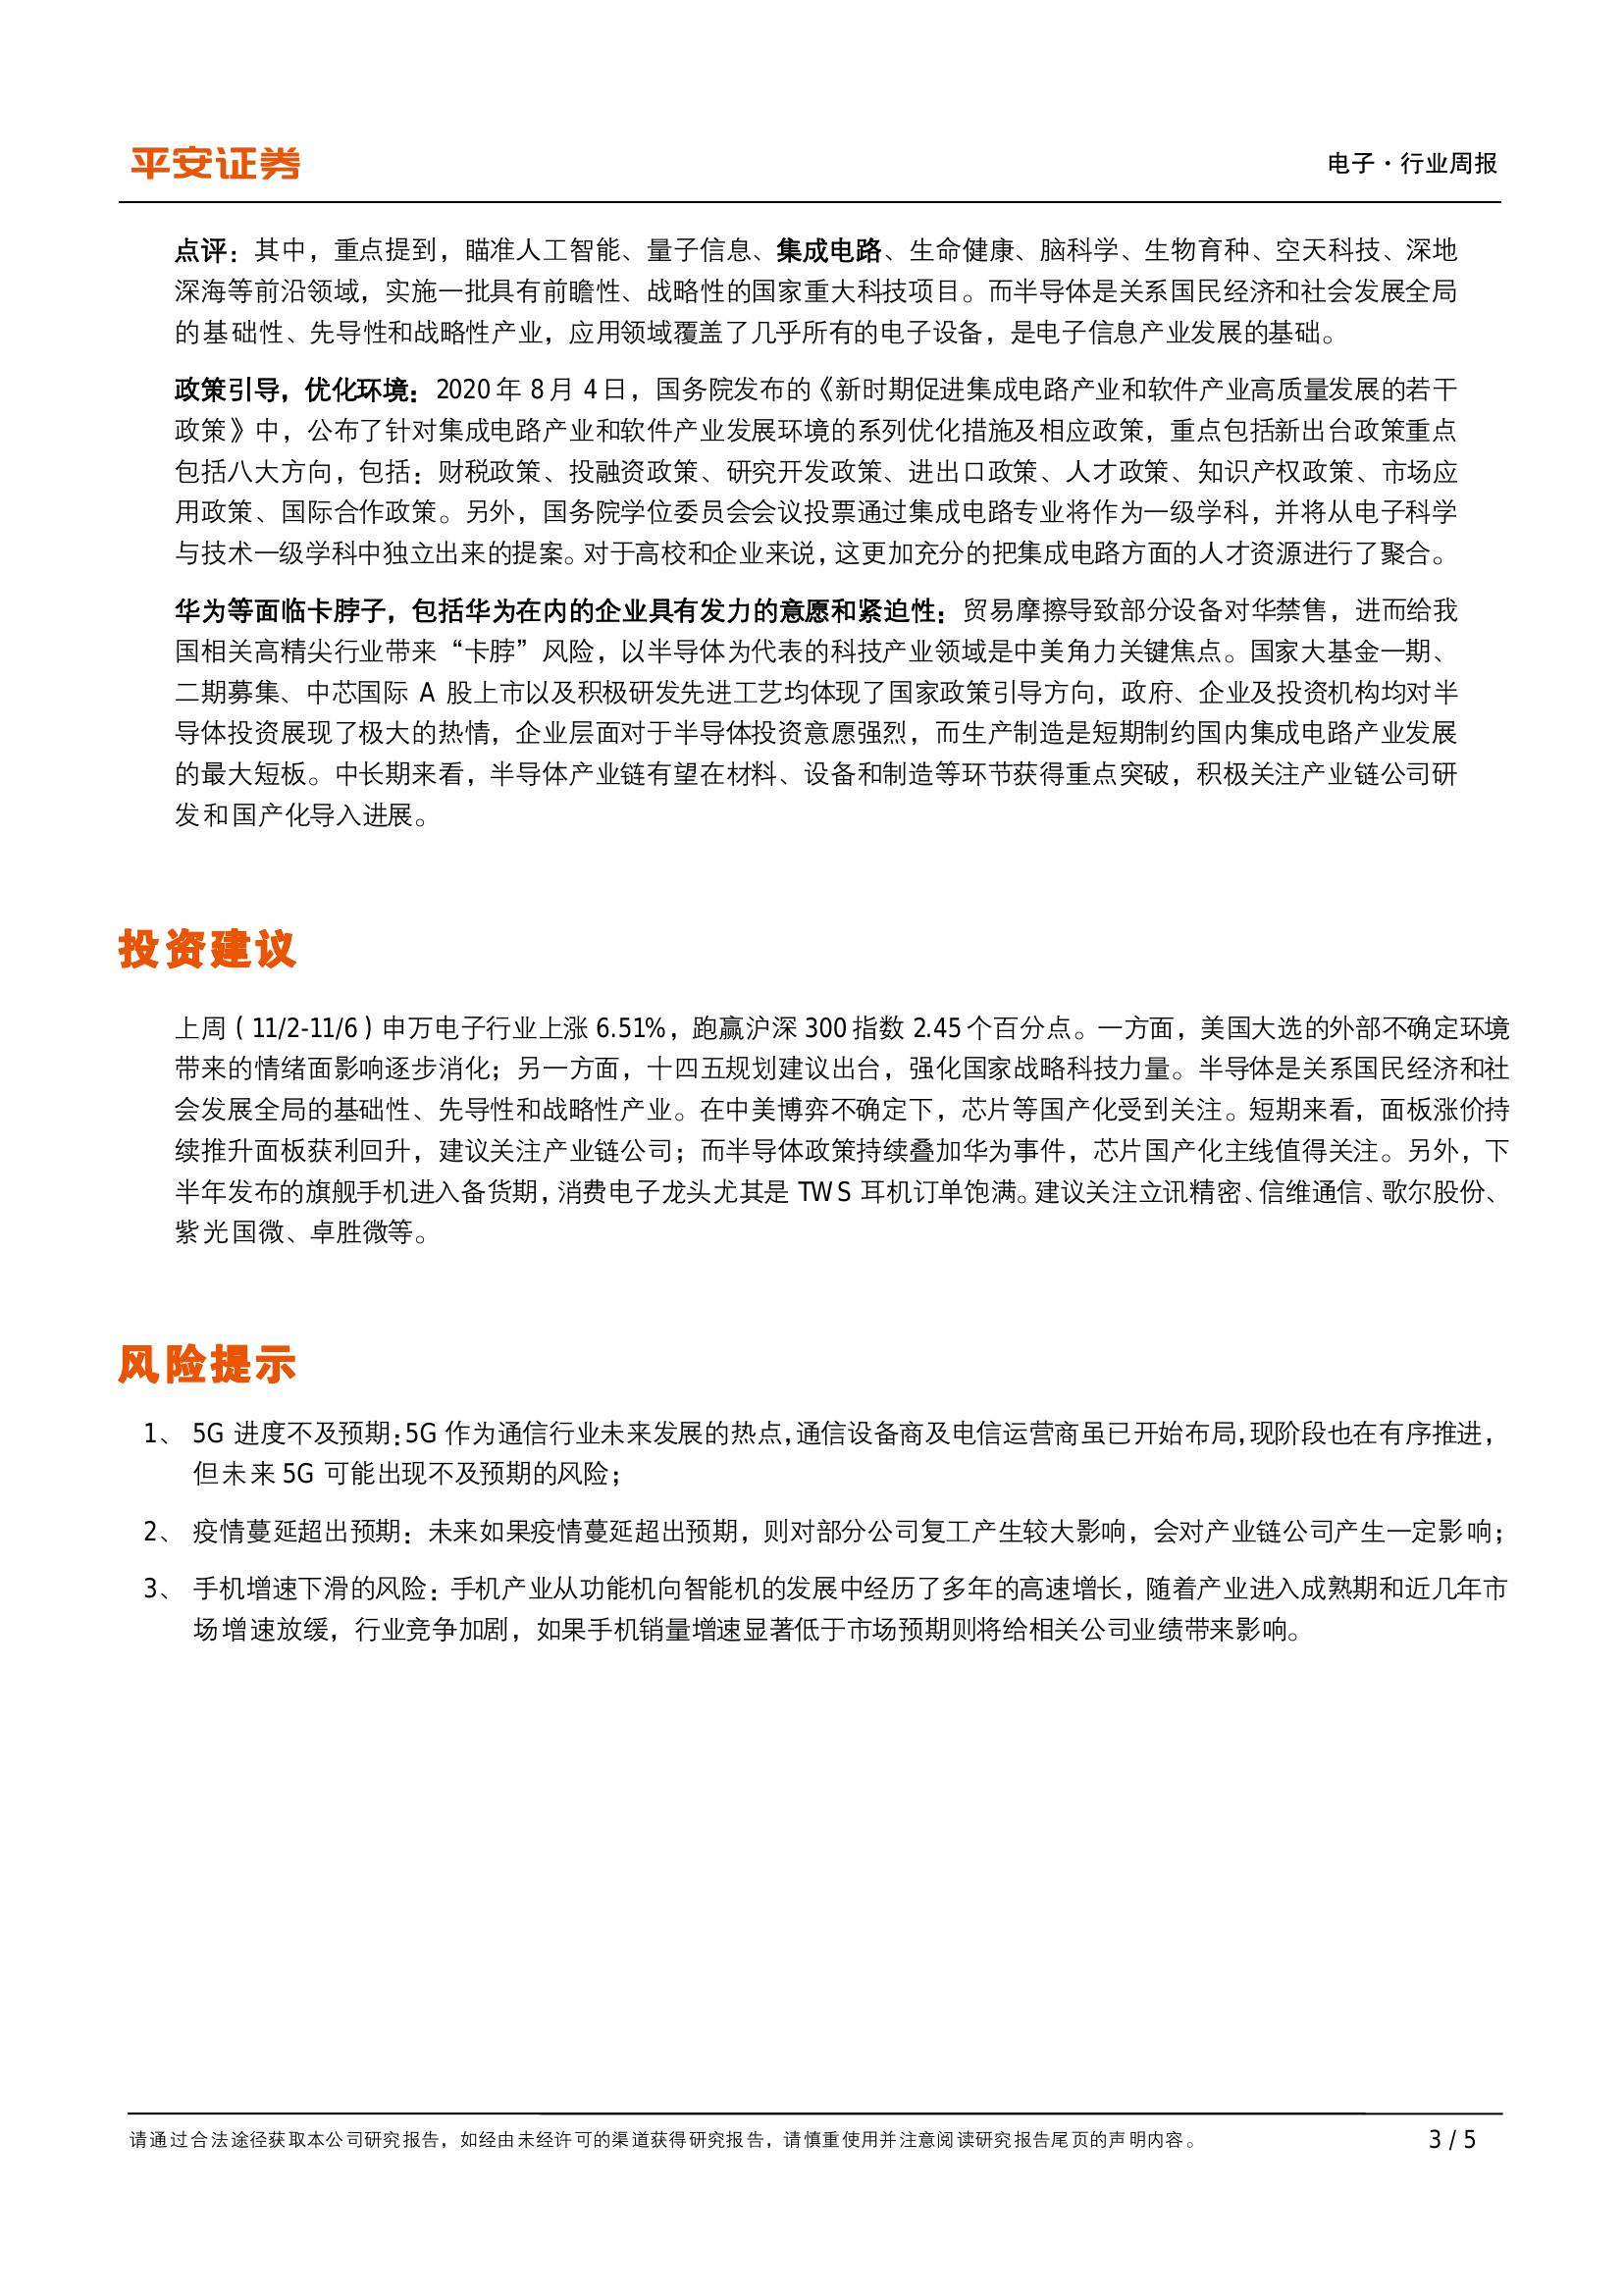 平安证券
电子·行业周报
点评：其中，重点提到，瞄准人工智能、量子信息、集成电路、生命健康、脑科学、生物育种、空天科技、深地
深海等前沿领域，实施一批具有前瞻性、战略性的国家重大科技项目。而半导体是关系国民经济和社会发展全局
的基础性、先导性和战略性产业，应用领域覆盖了几乎所有的电子设备，是电子信息产业发展的基础。
政策引导，优化环境：2020 年 8 月 4 日，国务院发布的《新时期促进集成电路产业和软件产业高质量发展的若干
政策》中，公布了针对集成电路产业和软件产业发展环境的系列优化措施及相应政策，重点包括新出台政策重点
包括八大方向，包括：财税政策、投融资政策、研究开发政策、进出口政策、人才政策、知识产权政策、市场应
用政策、国际合作政策。另外，国务院学位委员会会议投票通过集成电路专业将作为一级学科，并将从电子科学
与技术一级学科中独立出来的提案。对于高校和企业来说，这更加充分的把集成电路方面的人才资源进行了聚合。
华为等面临卡脖子，包括华为在内的企业具有发力的意愿和紧迫性：贸易摩擦导致部分设备对华禁售，进而给我
国相关高精尖行业带来“卡脖”风险，以半导体为代表的科技产业领域是中美角力关键焦点。国家大基金一期、
二期募集、中芯国际 A 股上市以及积极研发先进工艺均体现了国家政策引导方向，政府、企业及投资机构均对半
导体投资展现了极大的热情，企业层面对于半导体投资意愿强烈，而生产制造是短期制约国内集成电路产业发展
的最大短板。中长期来看，半导体产业链有望在材料、设备和制造等环节获得重点突破，积极关注产业链公司研
发和国产化导入进展。
投资建议
上周（11/2-11/6）申万电子行业上涨 6.51%，跑赢沪深 300 指数 2.45 个百分点。一方面，美国大选的外部不确定环境
带来的情绪面影响逐步消化；另一方面，十四五规划建议出台，强化国家战略科技力量。半导体是关系国民经济和社
会发展全局的基础性、先导性和战略性产业。在中美博弈不确定下，芯片等国产化受到关注。短期来看，面板涨价持
续推升面板获利回升，建议关注产业链公司；而半导体政策持续叠加华为事件，芯片国产化主线值得关注。另外，下
半年发布的旗舰手机进入备货期，消费电子龙头尤其是 TWS 耳机订单饱满。建议关注立讯精密、信维通信、歌尔股份、
紫光国微、卓胜微等。
风险提示
1、 5G 进度不及预期：5G 作为通信行业未来发展的热点，通信设备商及电信运营商虽已开始布局，现阶段也在有序推进，
但未来 5G 可能出现不及预期的风险；
2、 疫情蔓延超出预期：未来如果疫情蔓延超出预期，则对部分公司复工产生较大影响，会对产业链公司产生一定影响；
3、 手机增速下滑的风险：手机产业从功能机向智能机的发展中经历了多年的高速增长，随着产业进入成熟期和近几年市
场增速放缓，行业竞争加剧，如果手机销量增速显著低于市场预期则将给相关公司业绩带来影响。
请通过合法途径获取本公司研究报告，如经由未经许可的渠道获得研究报告，请慎重使用并注意阅读研究报告尾页的声明内容。
3 / 5